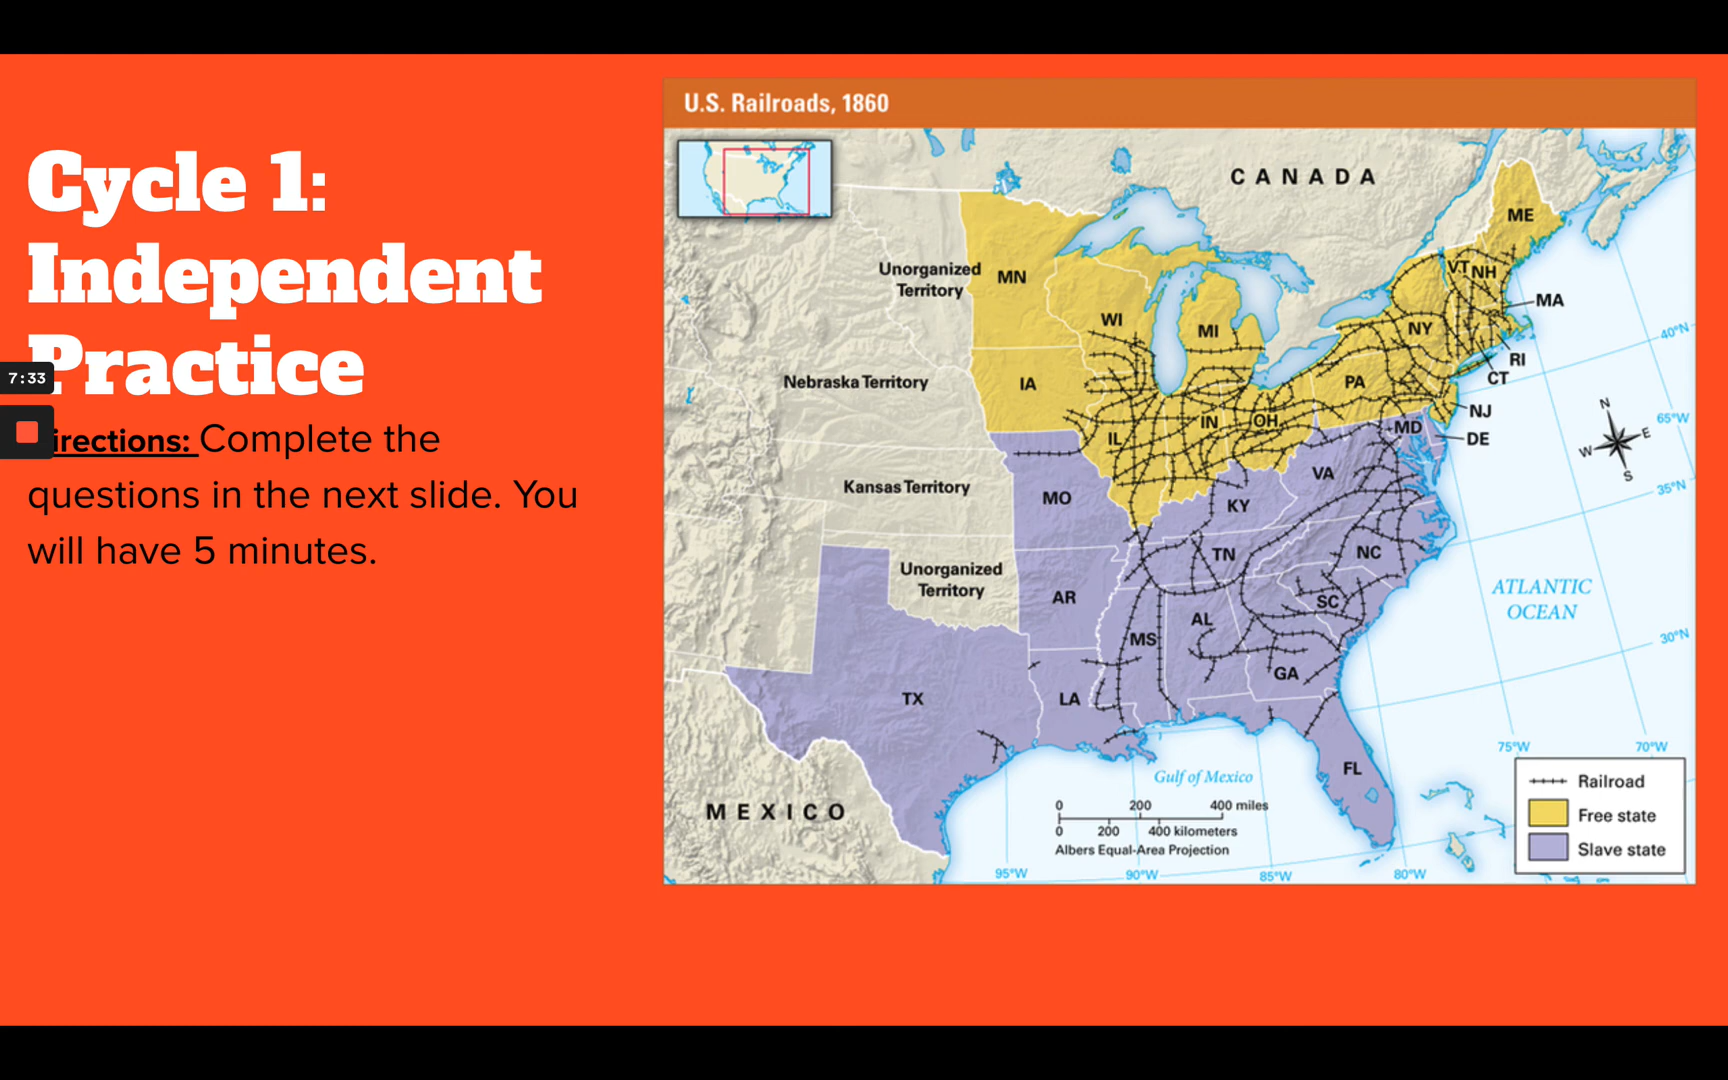 Cycle 1:
Independent
Practice
7:33
irections: Complete the
questions in the next slide. You
will have 5 minutes.
U.S. Railroads, 1860
CANADA
ME
Unorganized
Territory
MN
VT
NH
MA
WI
MI
NY
40°N
RI
Nebraska Territory
IA
PA
CT
NJ
65°W
N
IL
IN
OH
MD
DE
W
E
S
VA
Kansas Territory
MO
KY
35°N
Unorganized
Territory
TN
NC
AR
ATLANTIC
OCEAN
SC
AL
MS
30°N
GA
TX
LA
75°W
70°W
FL
Gulf of Mexico
MEXICO
0 200 400 miles
0 200 400 kilometers
Albers Equal-Area Projection
95°W
90°W
85°W
80°W
Railroad
Free state
Slave state